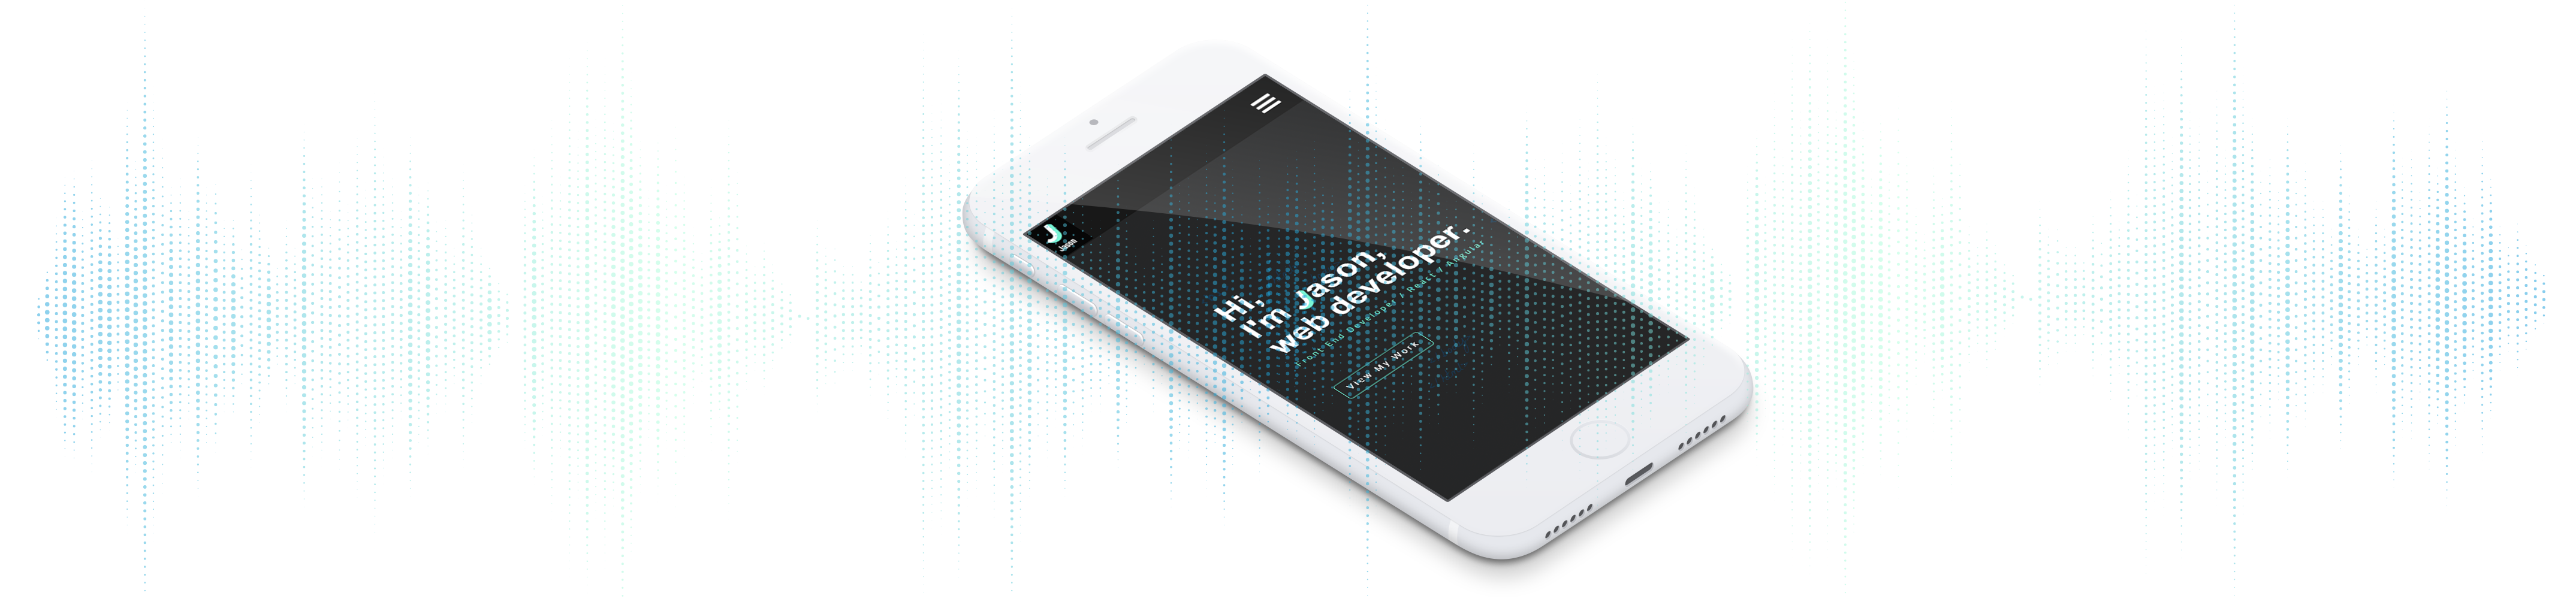 J
Jason
Hi,
I'm Jason,
web developer.
Front End Developer / React / Angular
View My Work